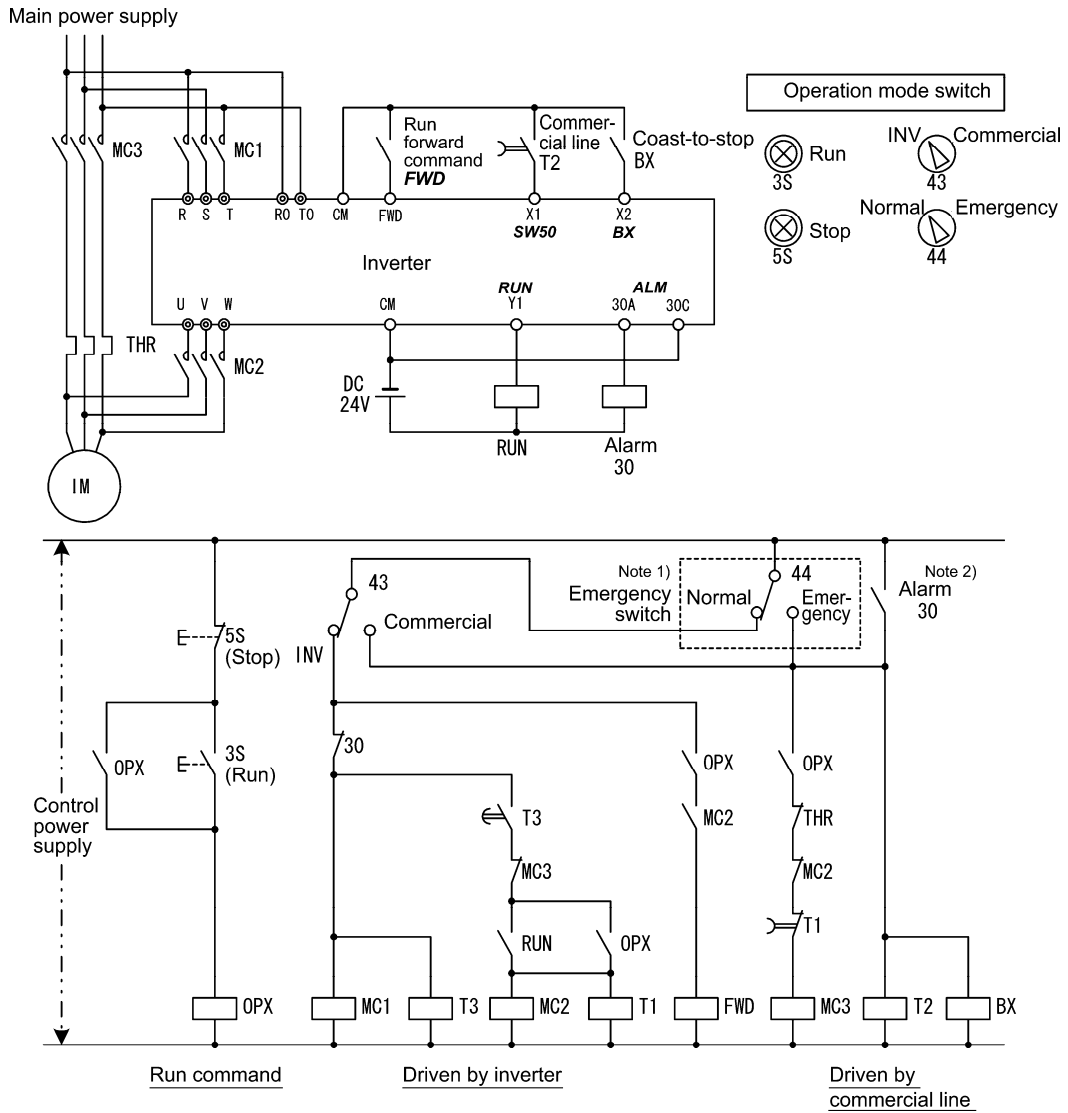 Main power supply
MC3
MC1
Run
forward
command
FWD
Commer-
cial line
T2
Coast-to-stop
BX
R S T R0 T0 CM FWD X1 X2
SW50 BX
Inverter
U V W CM RUN Y1 ALM 30A 30C
THR
MC2
DC
24V
RUN
Alarm
30
IM
Operation mode switch
Run
3S
INV Commercial
43
Stop
5S
Normal Emergency
44
Control
power
supply
5S
(Stop)
OPX
3S
(Run)
43
INV
Commercial
Note 1)
Emergency
switch
Normal
44
Emer-
gency
Note 2)
Alarm
30
30
T3
MC3
RUN
OPX
OPX
MC2
OPX
THR
MC2
T1
OPX MC1 T3 MC2 T1 FWD MC3 T2 BX
Run command
Driven by inverter
Driven by
commercial line